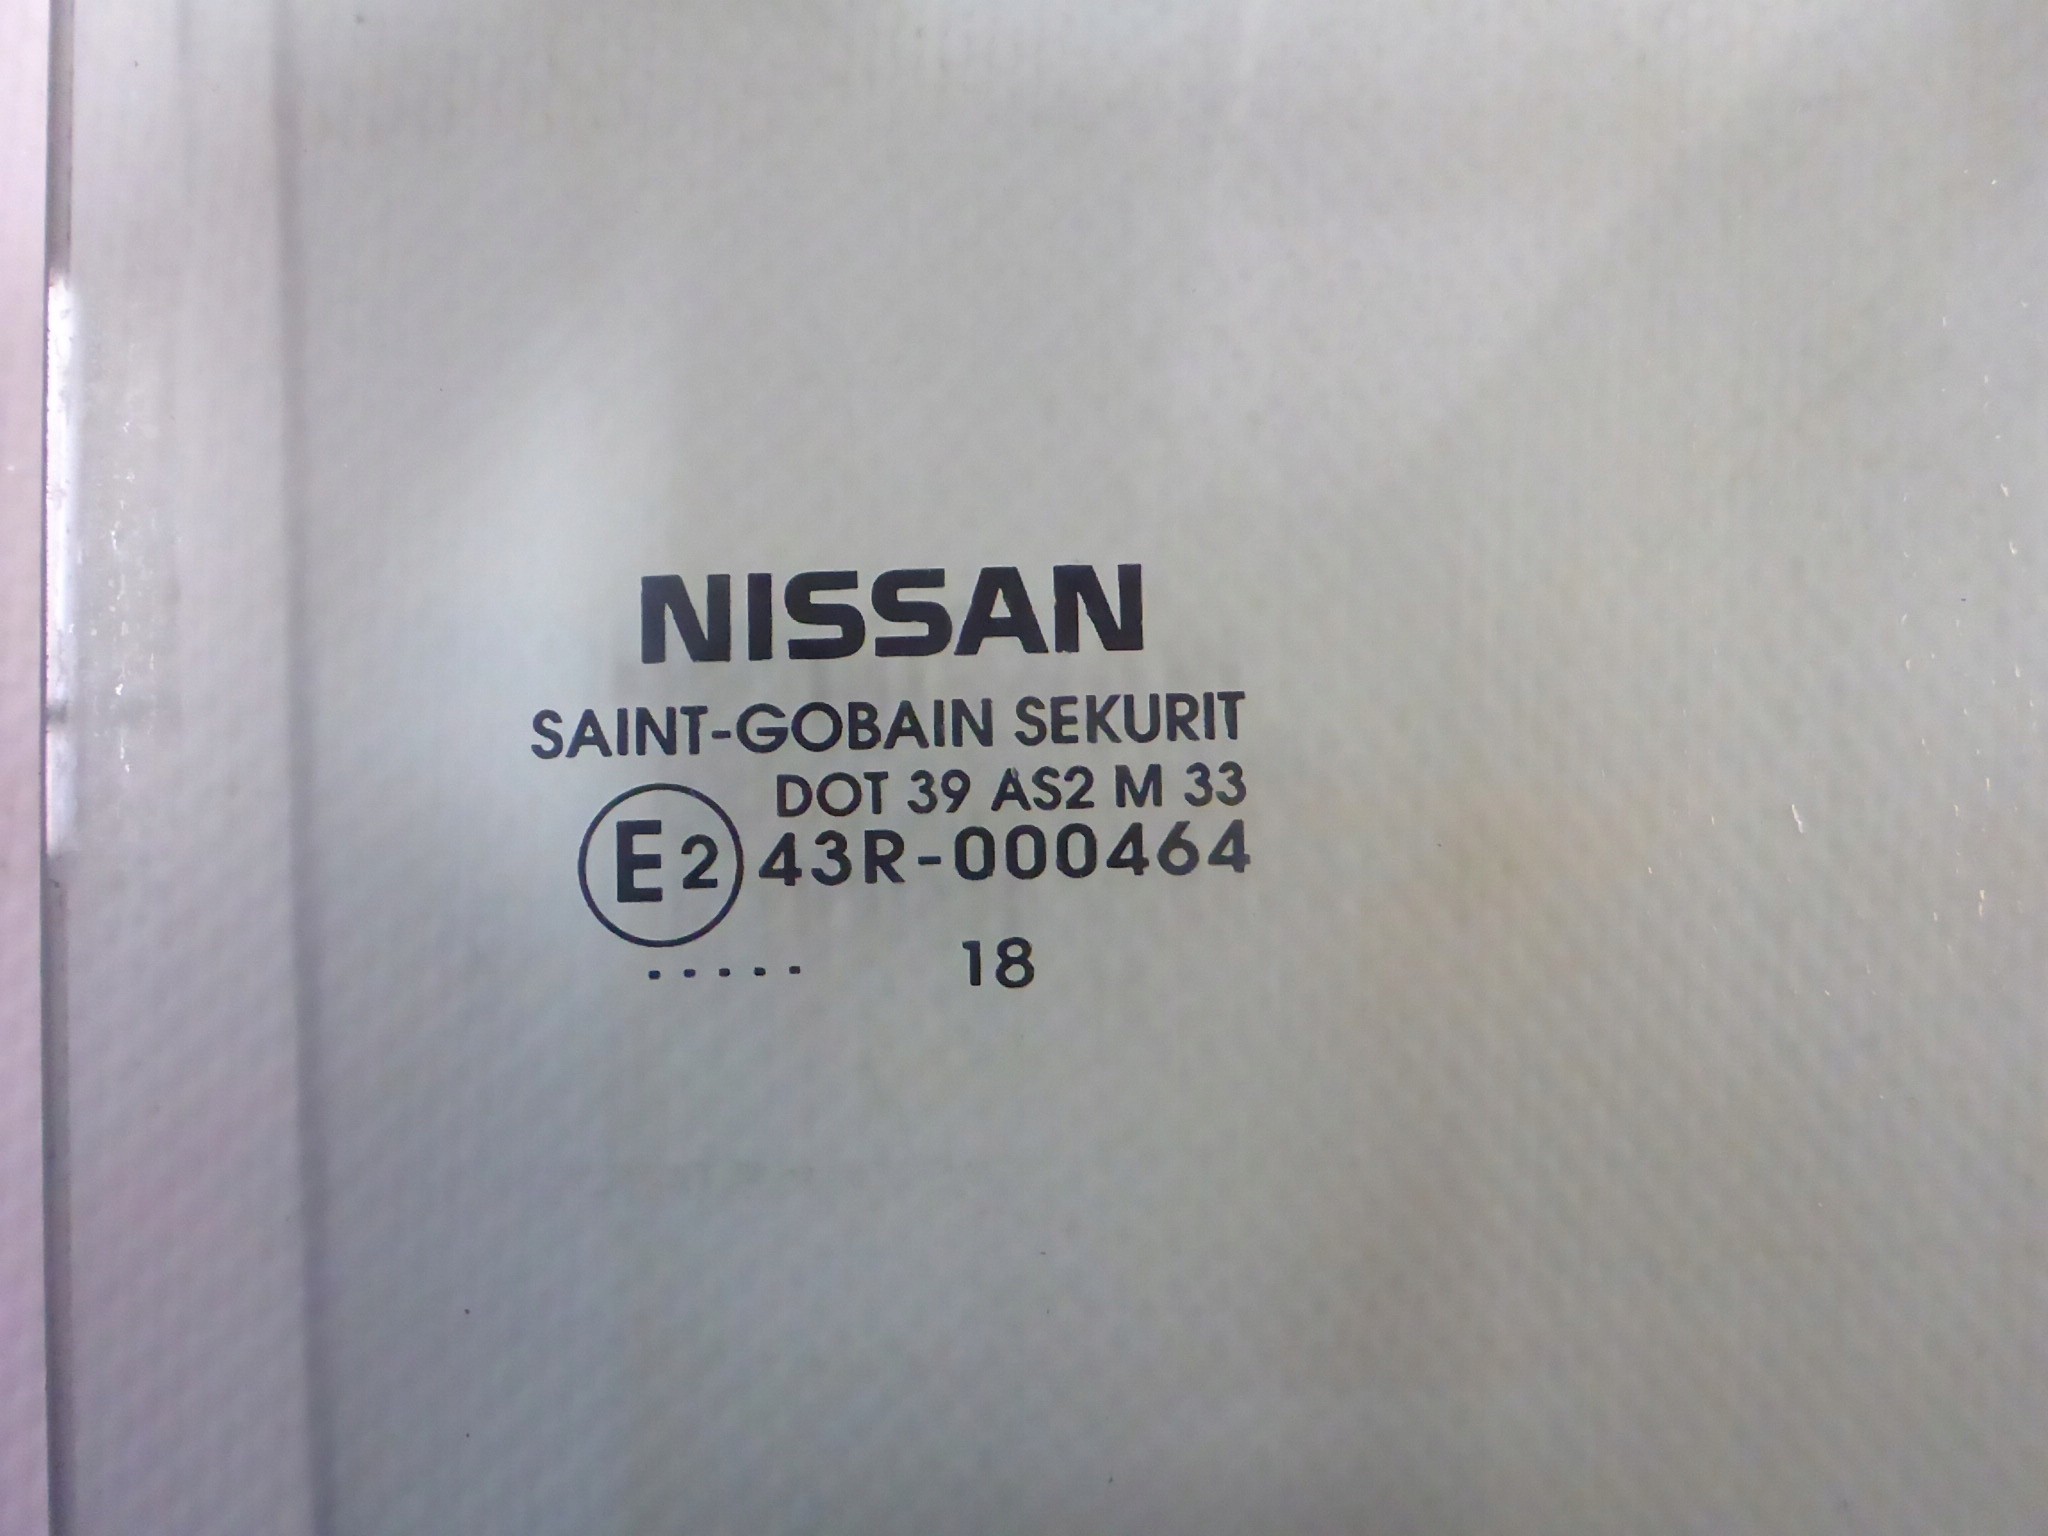 NISSAN
SAINT-GOBAIN SEKURIT
DOT 39 AS2 M 33
E2 43R-000464
..... 18